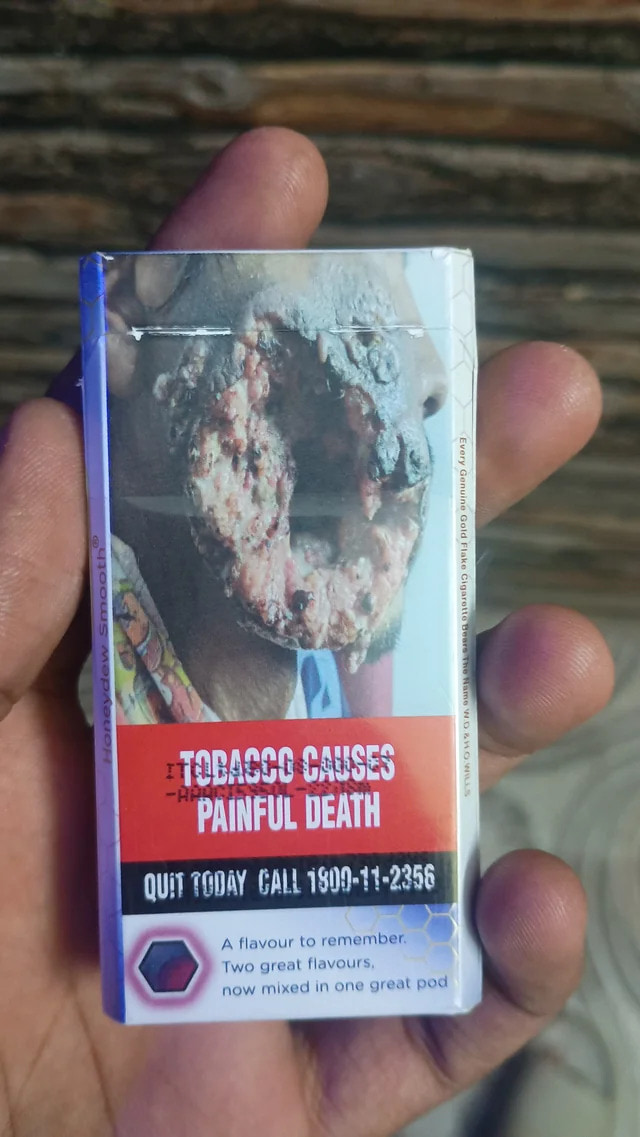 Honeydew Smooth®
Every Genuine Gold Flake Cigarette Bears The Name W.D. & H.O. WILLS
TOBACCO CAUSES
PAINFUL DEATH
QUIT TODAY CALL 1800-11-2356
A flavour to remember.
Two great flavours,
now mixed in one great pod